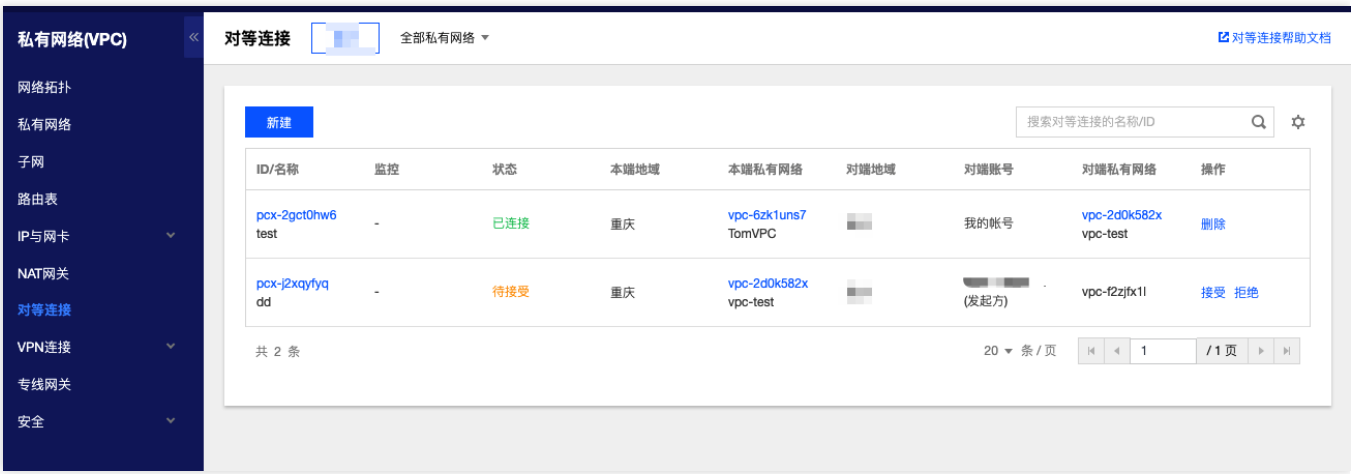 私有网络(VPC)
对等连接 全部私有网络 对等连接帮助文档
网络拓扑
私有网络
子网
路由表
IP与网卡
NAT网关
对等连接
VPN连接
专线网关
安全
新建 搜索对等连接的名称/ID
ID/名称 监控 状态 本端地域 本端私有网络 对端地域 对端账号 对端私有网络 操作
pcx-2gct0hw6 vpc-6zk1uns7 vpc-2d0k582x
- 已连接 重庆 我的帐号 删除
test TomVPC vpc-test
pcx-j2xqyfyq vpc-2d0k582x
- 待接受 重庆 vpc-f2zjfx1l 接受 拒绝
dd vpc-test (发起方)
共 2 条 20 条 / 页 1 / 1 页